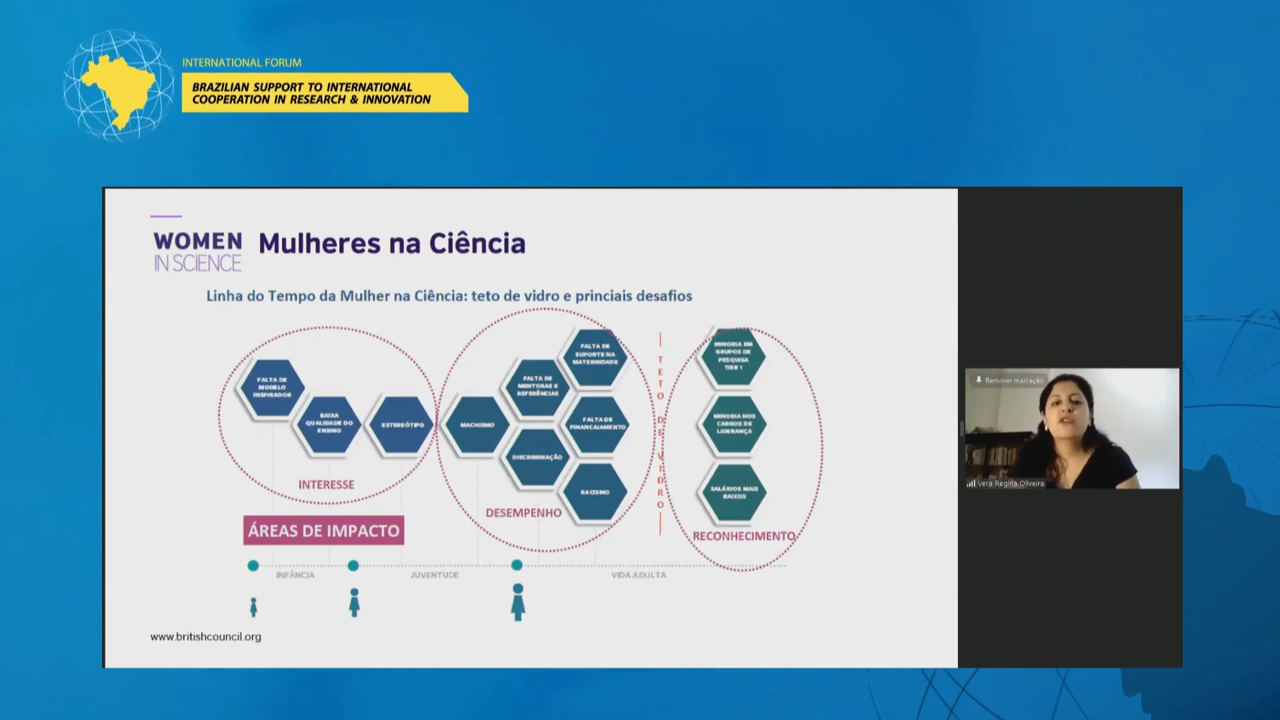 INTERNATIONAL FORUM
BRAZILIAN SUPPORT TO INTERNATIONAL
COOPERATION IN RESEARCH & INNOVATION
WOMEN
IN SCIENCE
Mulheres na Ciência
Linha do Tempo da Mulher na Ciência: teto de vidro e princiais desafios
FALTA DE
MODELO
INSPIRADOR
BAIXA
QUALIDADE DO
ENSINO
ESTEREÓTIPO
INTERESSE
MACHISMO
FALTA DE
MENTORAS E
REFERÊNCIAS
DISCRIMINAÇÃO
FALTA DE
SUPORTE NA
MATERNIDADE
FALTA DE
FINANCAIAMENTO
RACISMO
DESEMPENHO
TETO DE VIDRO
MINORIA EM
GRUPOS DE
PESQUISA
TIER 1
MINORIA NOS
CARGOS DE
LIDERANÇA
SALÁRIOS MAIS
BAIXOS
RECONHECIMENTO
ÁREAS DE IMPACTO
INFÂNCIA
JUVENTUDE
VIDA ADULTA
www.britishcouncil.org
Remover marcação
Vera Regina Oliveira